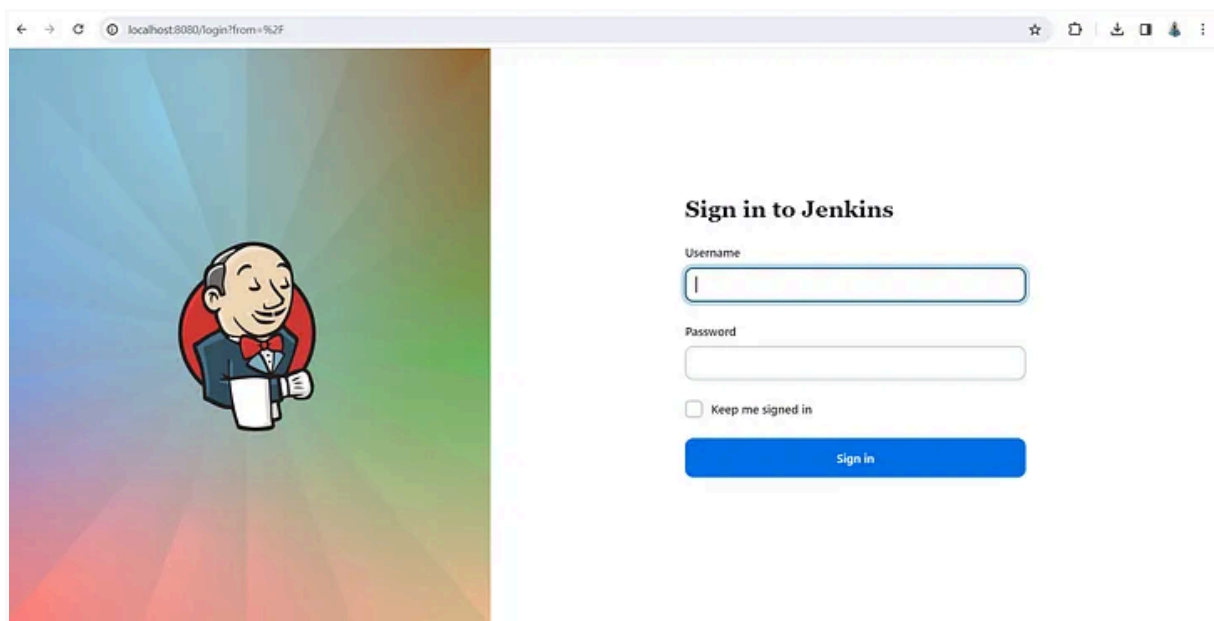 localhost:8080/login?from=%2F
Sign in to Jenkins
Username
Password
Keep me signed in
Sign in